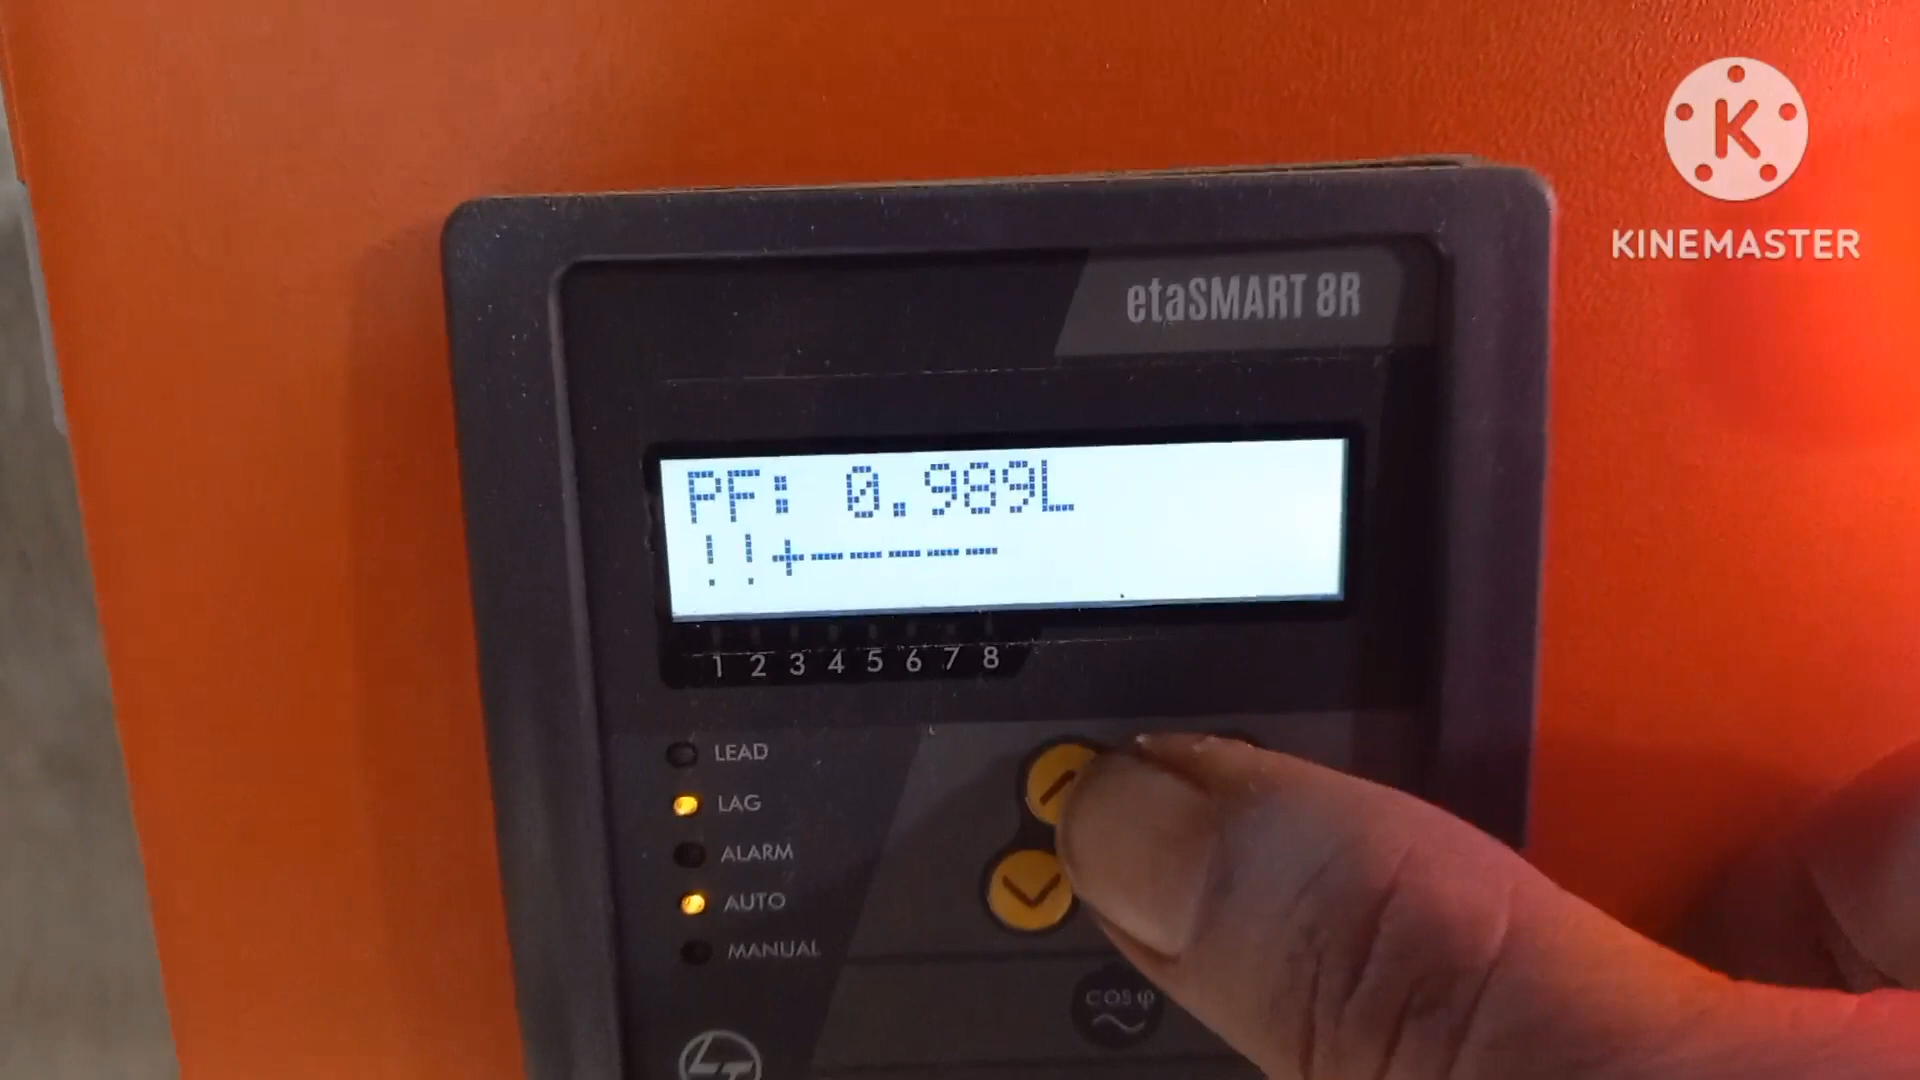 K
KINEMASTER
etaSMART 8R
PF: 0.989L
!!+-----
1 2 3 4 5 6 7 8
LEAD
LAG
ALARM
AUTO
MANUAL
COS φ
LT